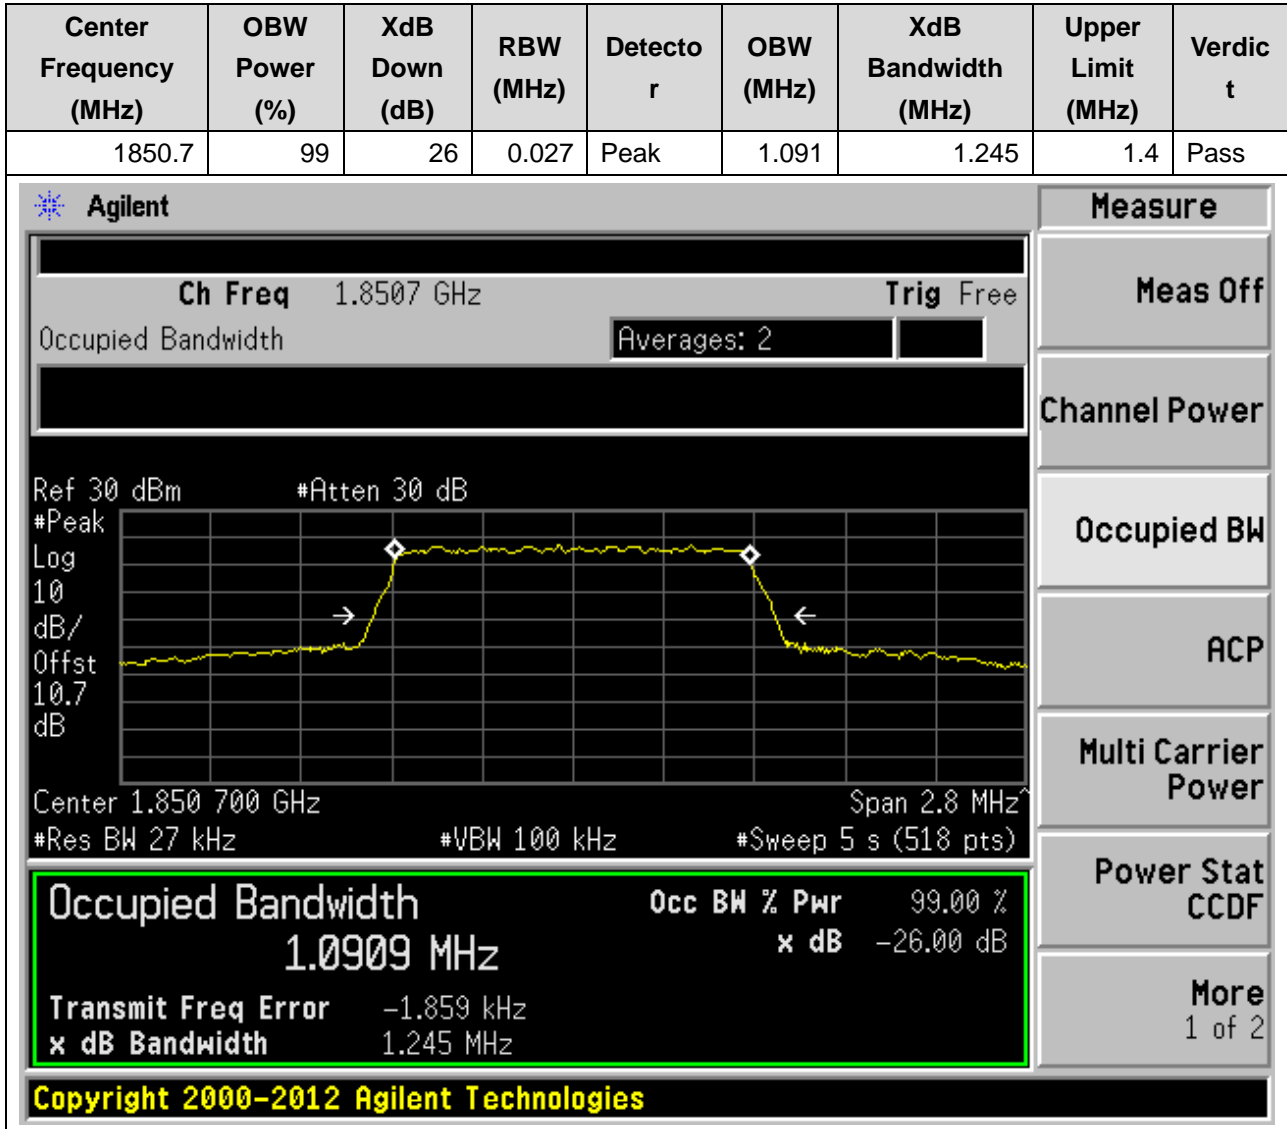 Center Frequency (MHz) OBW Power (%) XdB Down (dB) RBW (MHz) Detecto r OBW (MHz) XdB Bandwidth (MHz) Upper Limit (MHz) Verdic t
1850.7 99 26 0.027 Peak 1.091 1.245 1.4 Pass
Agilent
Measure
Ch Freq 1.8507 GHz Trig Free
Meas Off
Occupied Bandwidth Averages: 2
Channel Power
Ref 30 dBm #Atten 30 dB
#Peak
Log
10
dB/
Offst
10.7
dB
Occupied BW
ACP
Multi Carrier
Power
Center 1.850 700 GHz Span 2.8 MHz^
#Res BW 27 kHz #VBW 100 kHz #Sweep 5 s (518 pts)
Power Stat
CCDF
Occupied Bandwidth Occ BW % Pwr 99.00 %
1.0909 MHz x dB -26.00 dB
Transmit Freq Error -1.859 kHz
x dB Bandwidth 1.245 MHz
More
1 of 2
Copyright 2000-2012 Agilent Technologies